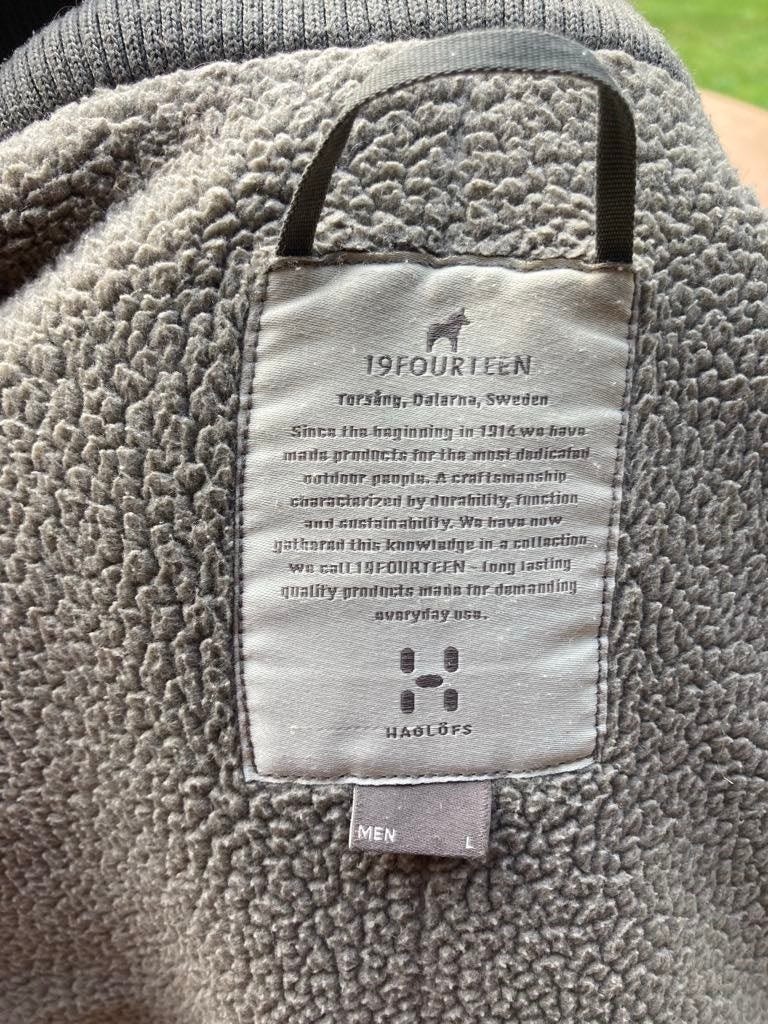 19FOURTEEN
Torsång, Dalarna, Sweden
Since the beginning in 1914 we have
made products for the most dedicated
outdoor people. A craftsmanship
characterized by durability, function
and sustainability. We have now
gathered this knowledge in a collection
we call 19FOURTEEN - long lasting
quality products made for demanding
everyday use.
HAGLÖFS
MEN L